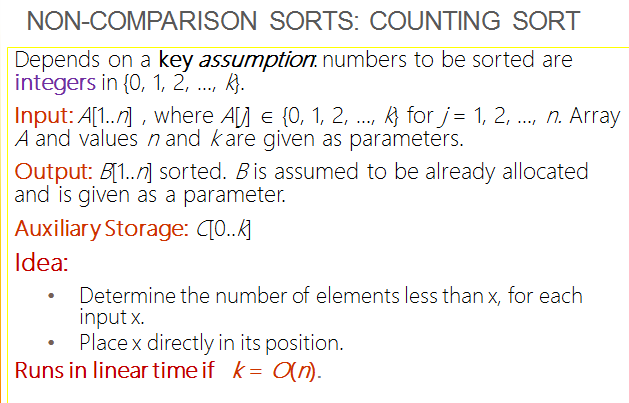 NON-COMPARISON SORTS: COUNTING SORT
Depends on a key assumption: numbers to be sorted are
integers in {0, 1, 2, ..., k}.
Input: A[1..n] , where A[j] ∈ {0, 1, 2, ..., k} for j = 1, 2, ..., n. Array
A and values n and k are given as parameters.
Output: B[1..n] sorted. B is assumed to be already allocated
and is given as a parameter.
Auxiliary Storage: C[0..k]
Idea:
• Determine the number of elements less than x, for each
input x.
• Place x directly in its position.
Runs in linear time if k = O(n).